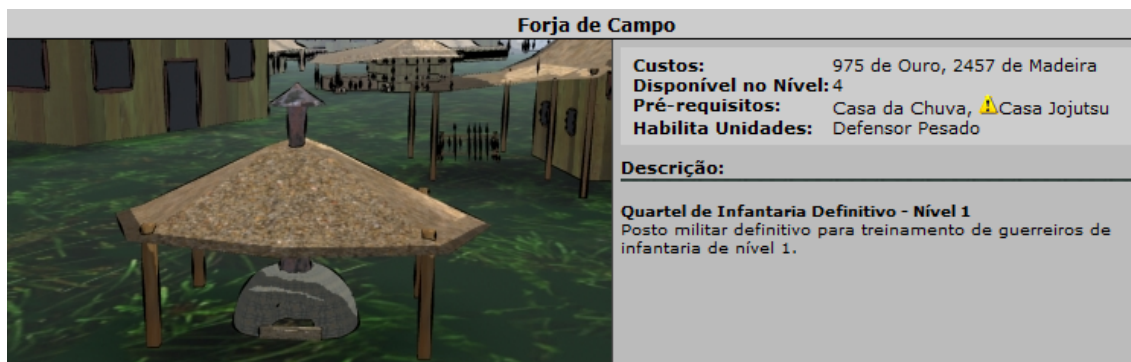 Forja de Campo
Custos: 975 de Ouro, 2457 de Madeira
Disponível no Nível: 4
Pré-requisitos: Casa da Chuva, Casa Jojutsu
Habilita Unidades: Defensor Pesado
Descrição:
Quartel de Infantaria Definitivo - Nível 1
Posto militar definitivo para treinamento de guerreiros de
infantaria de nível 1.